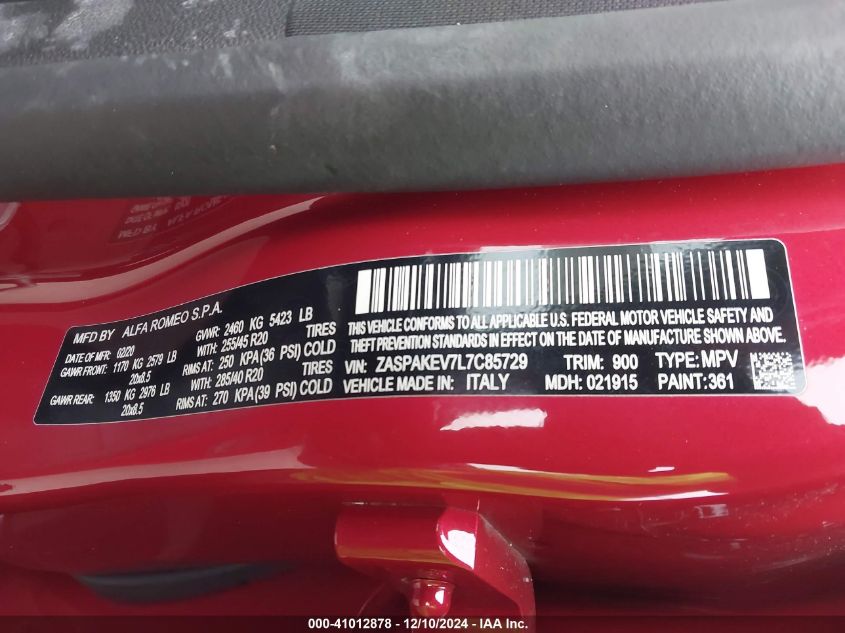 MFD BY ALFA ROMEO S.P.A.
DATE OF MFR 02/20 GVWR: 2460 KG 5423 LB
GAWR FRONT: 1170 KG 2579 LB WITH: 255/45 R20 TIRES
20x8.5 RIMS AT: 250 KPA(36 PSI) COLD
GAWR REAR: 1350 KG 2976 LB WITH: 285/40 R20 TIRES
20x8.5 RIMS AT: 270 KPA(39 PSI) COLD
THIS VEHICLE CONFORMS TO ALL APPLICABLE U.S. FEDERAL MOTOR VEHICLE SAFETY
THEFT PREVENTION STANDARDS IN EFFECT ON THE DATE OF MANUFACTURE SHOWN ABOVE.
VIN: ZASPAKEV7L7C85729 TRIM: 900 TYPE: MPV
VEHICLE MADE IN: ITALY MDH: 021915 PAINT:361
000-41012878 - 12/10/2024 - IAA Inc.